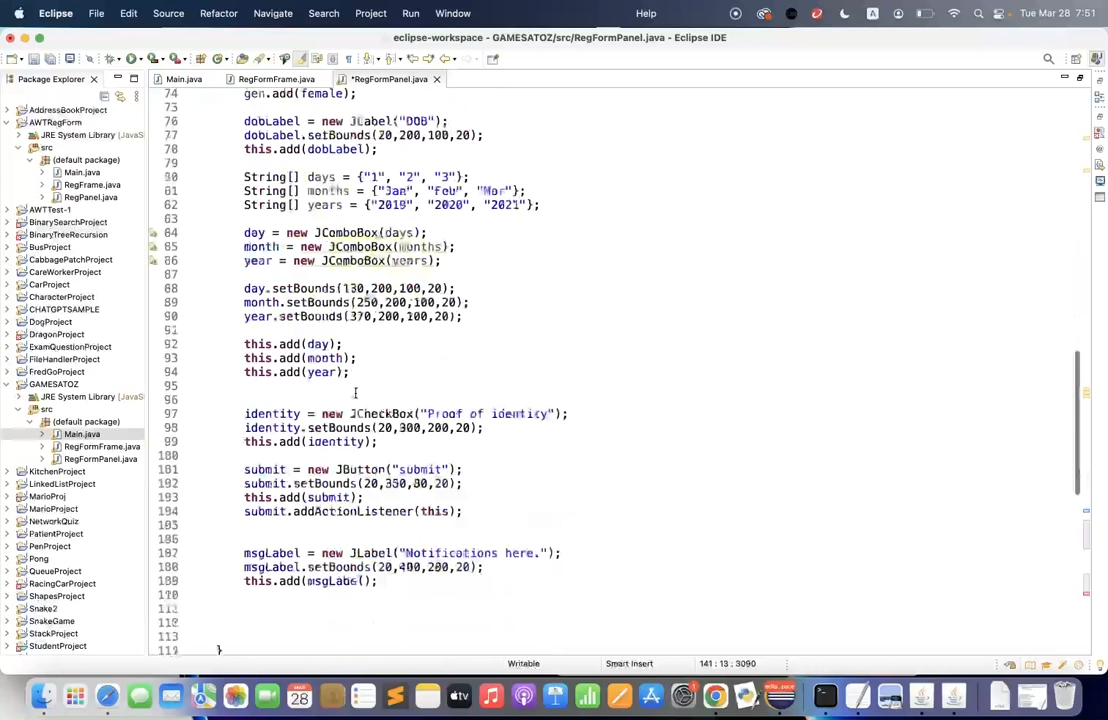 Eclipse File Edit Source Refactor Navigate Search Project Run Window Help Tue Mar 28 7:51
eclipse-workspace - GAMESATOZ/src/RegFormPanel.java - Eclipse IDE
Package Explorer
Main.java RegFormFrame.java *RegFormPanel.java
AddressBookProject
AWTRegForm
JRE System Library [JavaS
src
(default package)
Main.java
RegFrame.java
RegPanel.java
AWTTest-1
BinarySearchProject
BinaryTreeRecursion
BusProject
CabbagePatchProject
CareWorkerProject
CarProject
CharacterProject
CHATGPTSAMPLE
DogProject
DragonProject
ExamQuestionProject
FileHandlerProject
FredGoProject
GAMESATOZ
JRE System Library [JavaS
src
(default package)
Main.java
RegFormFrame.java
RegFormPanel.java
KitchenProject
LinkedListProject
MarioProj
NetworkQuiz
PatientProject
PenProject
Pong
QueueProject
RacingCarProject
ShapesProject
Snake2
SnakeGame
StackProject
StudentProject
gen.add(female);
dobLabel = new JLabel("DOB");
dobLabel.setBounds(20,200,100,20);
this.add(dobLabel);
String[] days = {"1", "2", "3"};
String[] months = {"Jan", "Feb", "Mar"};
String[] years = {"2019", "2020", "2021"};
day = new JComboBox(days);
month = new JComboBox(months);
year = new JComboBox(years);
day.setBounds(130,200,100,20);
month.setBounds(250,200,100,20);
year.setBounds(370,200,100,20);
this.add(day);
this.add(month);
this.add(year);
identity = new JCheckBox("Proof of identity");
identity.setBounds(20,300,200,20);
this.add(identity);
submit = new JButton("submit");
submit.setBounds(20,350,80,20);
this.add(submit);
submit.addActionListener(this);
msgLabel = new JLabel("Notifications here.");
msgLabel.setBounds(20,400,200,20);
}
Writable Smart Insert 141 : 13 : 3090